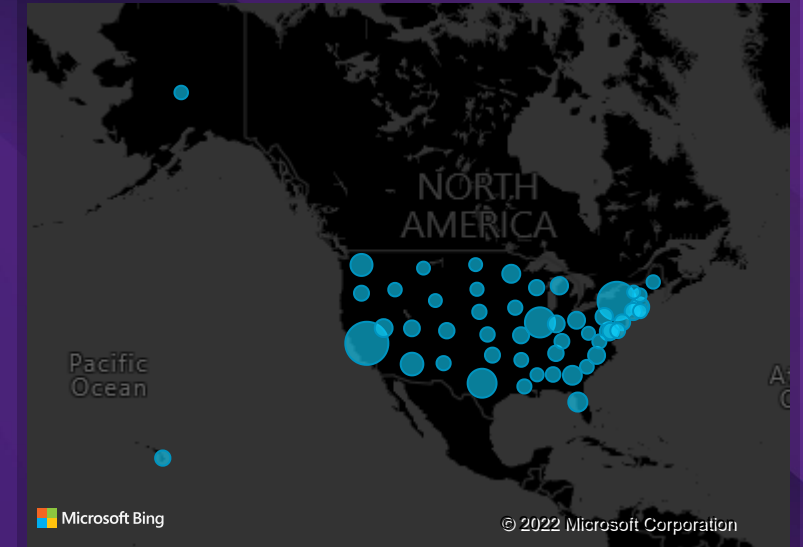 NORTH
AMERICA
Pacific
Ocean
A
Microsoft Bing
© 2022 Microsoft Corporation